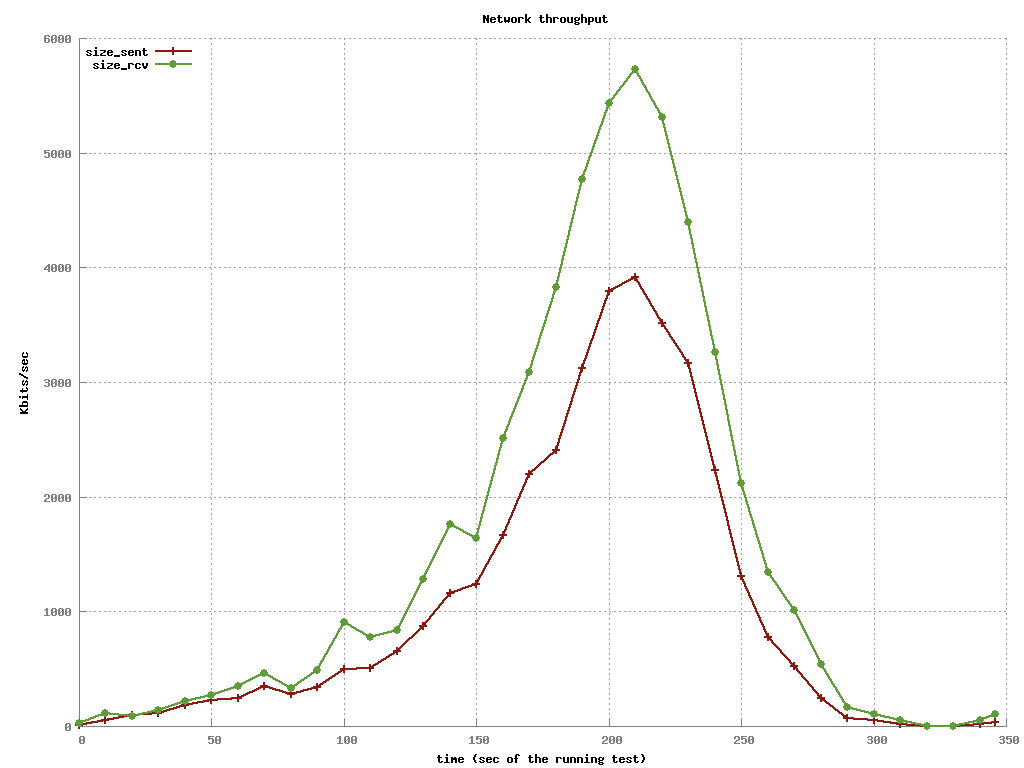 Network throughput
size_sent
size_rcv
6000
5000
4000
3000
2000
1000
0
Kbits/sec
0 50 100 150 200 250 300 350
time (sec of the running test)